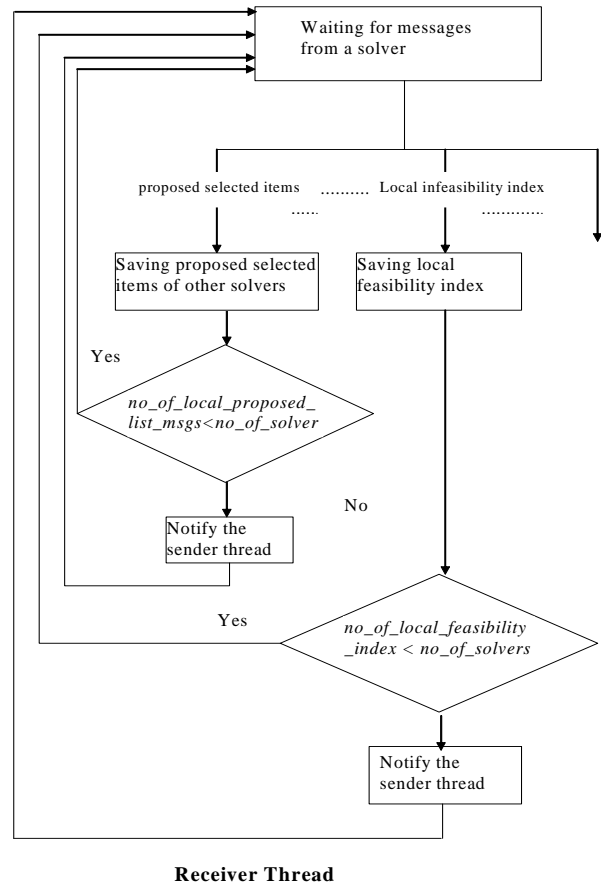 Waiting for messages
from a solver
proposed selected items .......... Local infeasibility index
...... ..............
Saving proposed selected
items of other solvers
Saving local
feasibility index
Yes
no_of_local_proposed_
list_msgs<no_of_solver
No
Notify the
sender thread
Yes
no_of_local_feasibility
_index < no_of_solvers
Notify the
sender thread
Receiver Thread